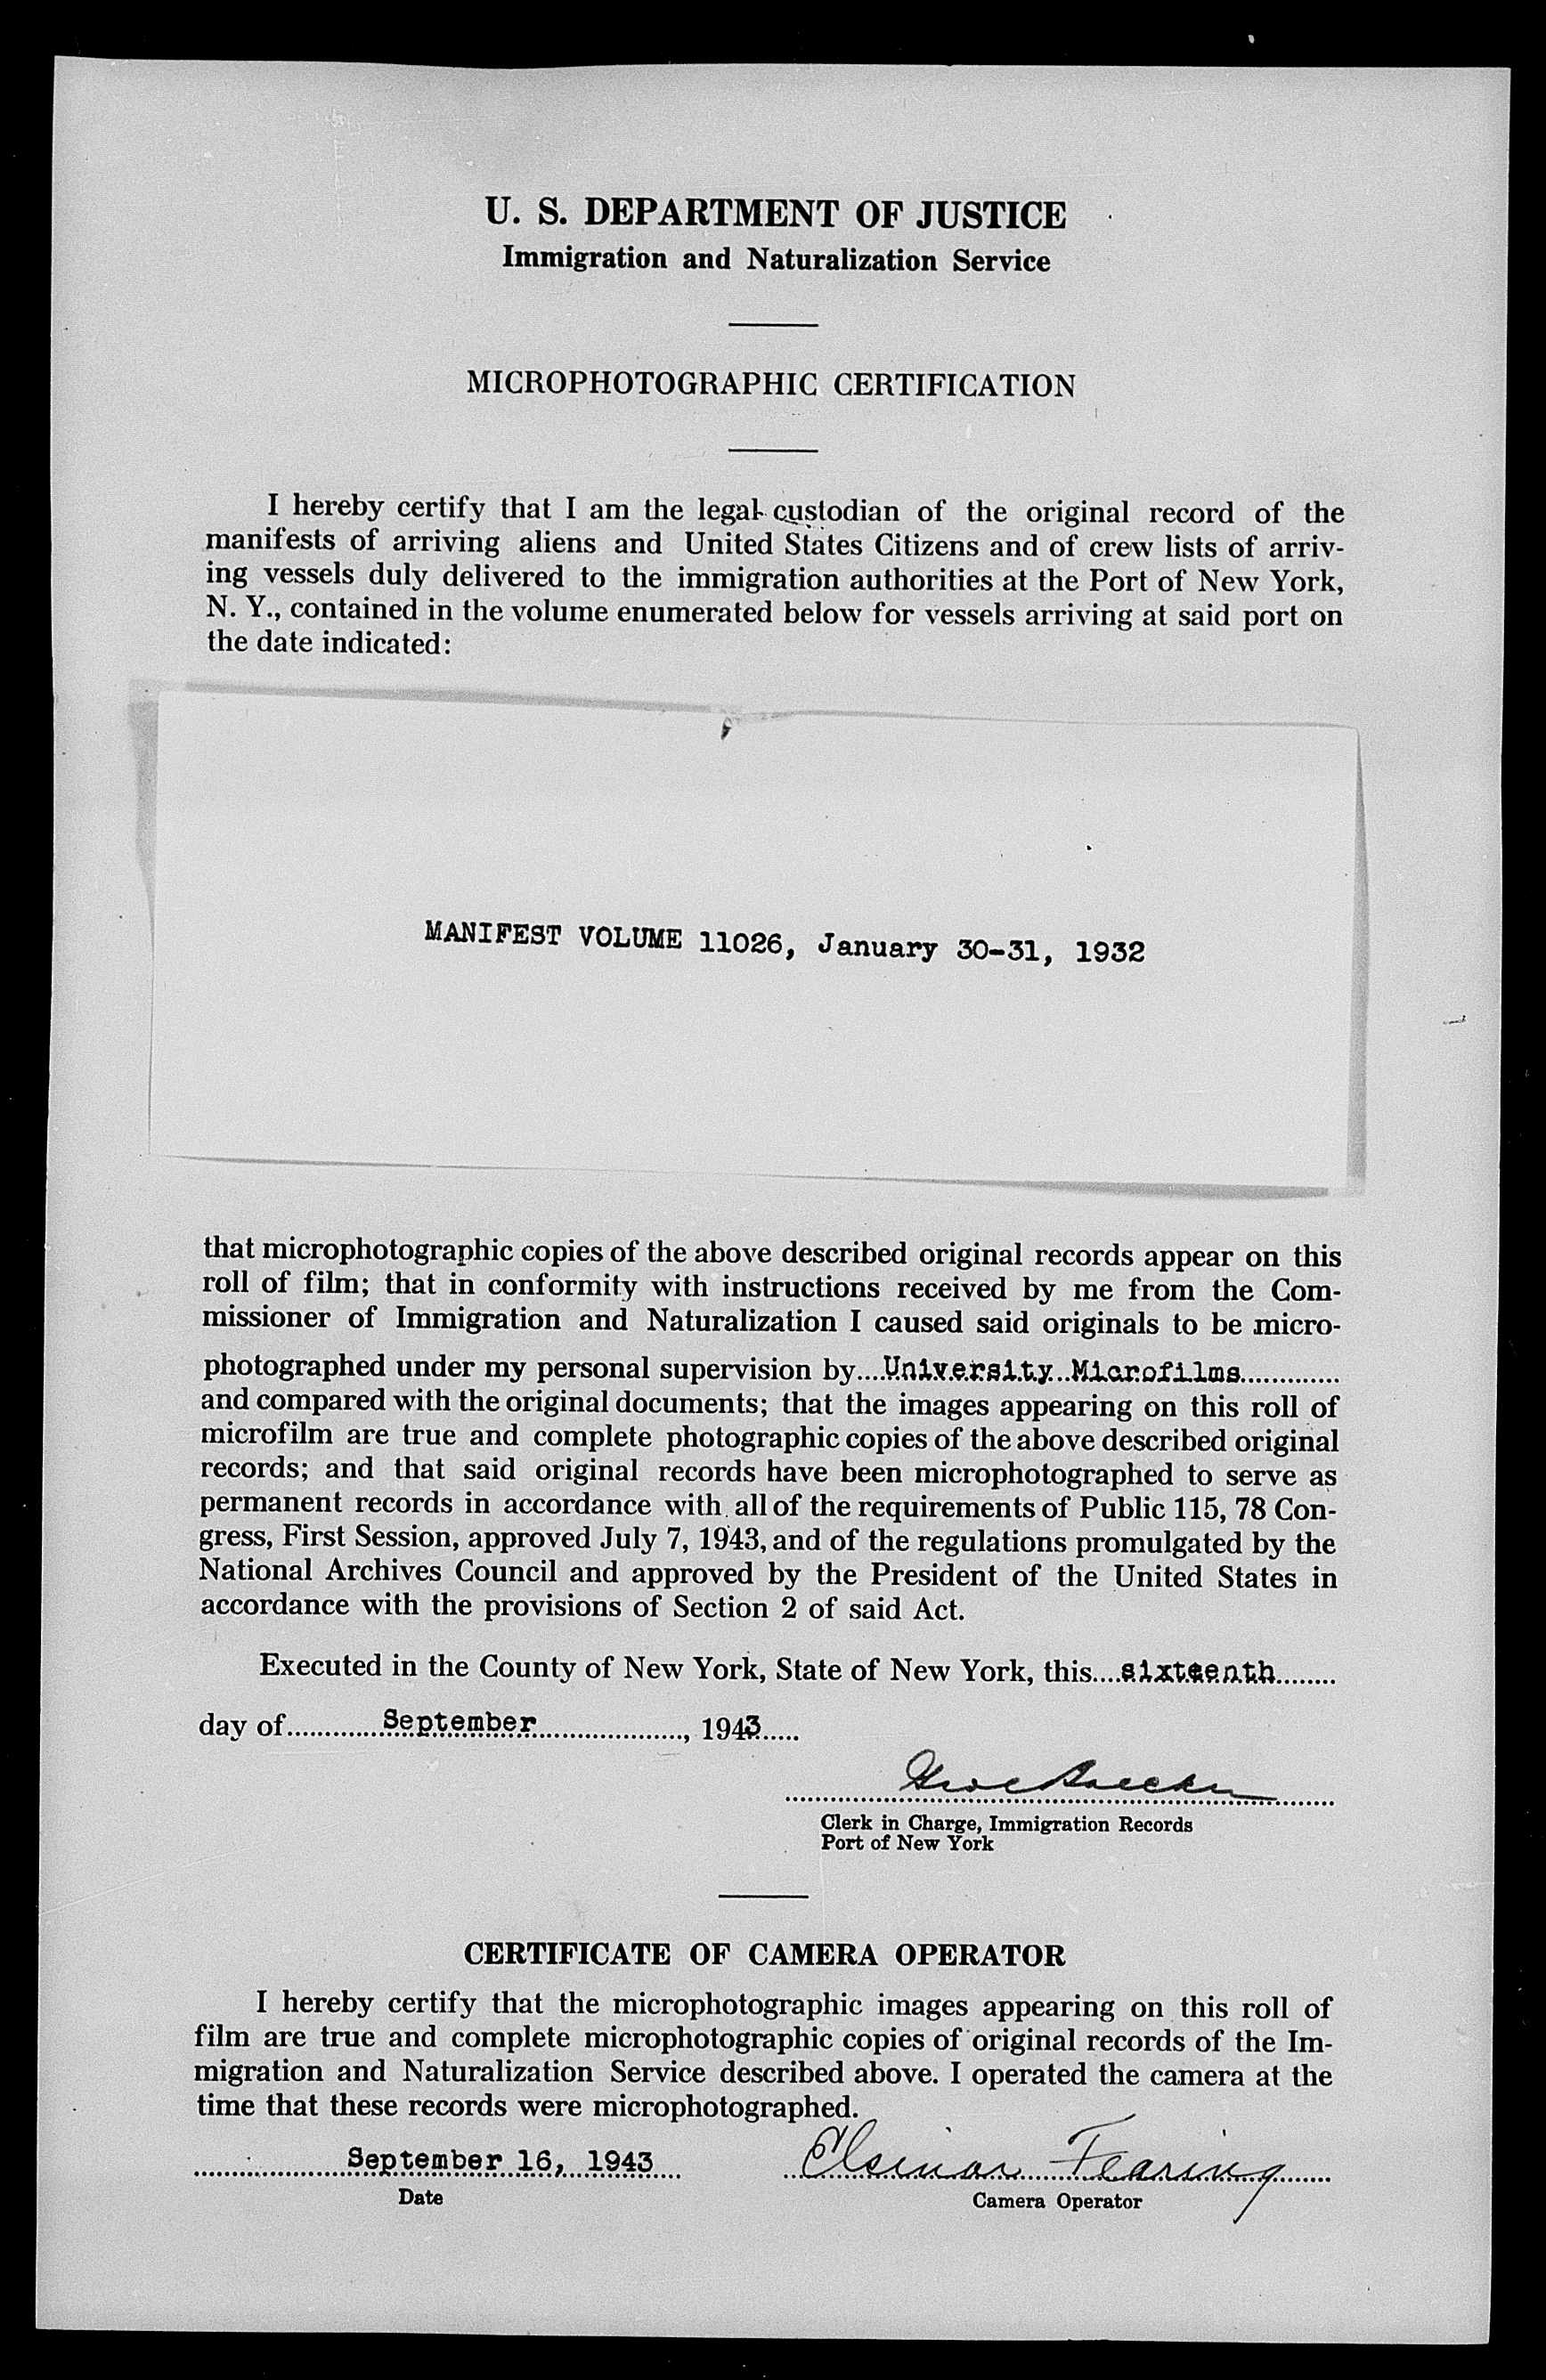 U. S. DEPARTMENT OF JUSTICE
Immigration and Naturalization Service
MICROPHOTOGRAPHIC CERTIFICATION
I hereby certify that I am the legal custodian of the original record of the
manifests of arriving aliens and United States Citizens and of crew lists of arriv-
ing vessels duly delivered to the immigration authorities at the Port of New York,
N. Y., contained in the volume enumerated below for vessels arriving at said port on
the date indicated:
MANIFEST VOLUME 11026, January 30-31, 1932
that microphotographic copies of the above described original records appear on this
roll of film; that in conformity with instructions received by me from the Com-
missioner of Immigration and Naturalization I caused said originals to be micro-
photographed under my personal supervision by....University Microfilms............
and compared with the original documents; that the images appearing on this roll of
microfilm are true and complete photographic copies of the above described original
records; and that said original records have been microphotographed to serve as
permanent records in accordance with all of the requirements of Public 115, 78 Con-
gress, First Session, approved July 7, 1943, and of the regulations promulgated by the
National Archives Council and approved by the President of the United States in
accordance with the provisions of Section 2 of said Act.
Executed in the County of New York, State of New York, this....sixteenth........
day of............September..................., 1943.....
Clerk in Charge, Immigration Records
Port of New York
CERTIFICATE OF CAMERA OPERATOR
I hereby certify that the microphotographic images appearing on this roll of
film are true and complete microphotographic copies of original records of the Im-
migration and Naturalization Service described above. I operated the camera at the
time that these records were microphotographed.
September 16, 1943 Elsinor Fearing
Date Camera Operator